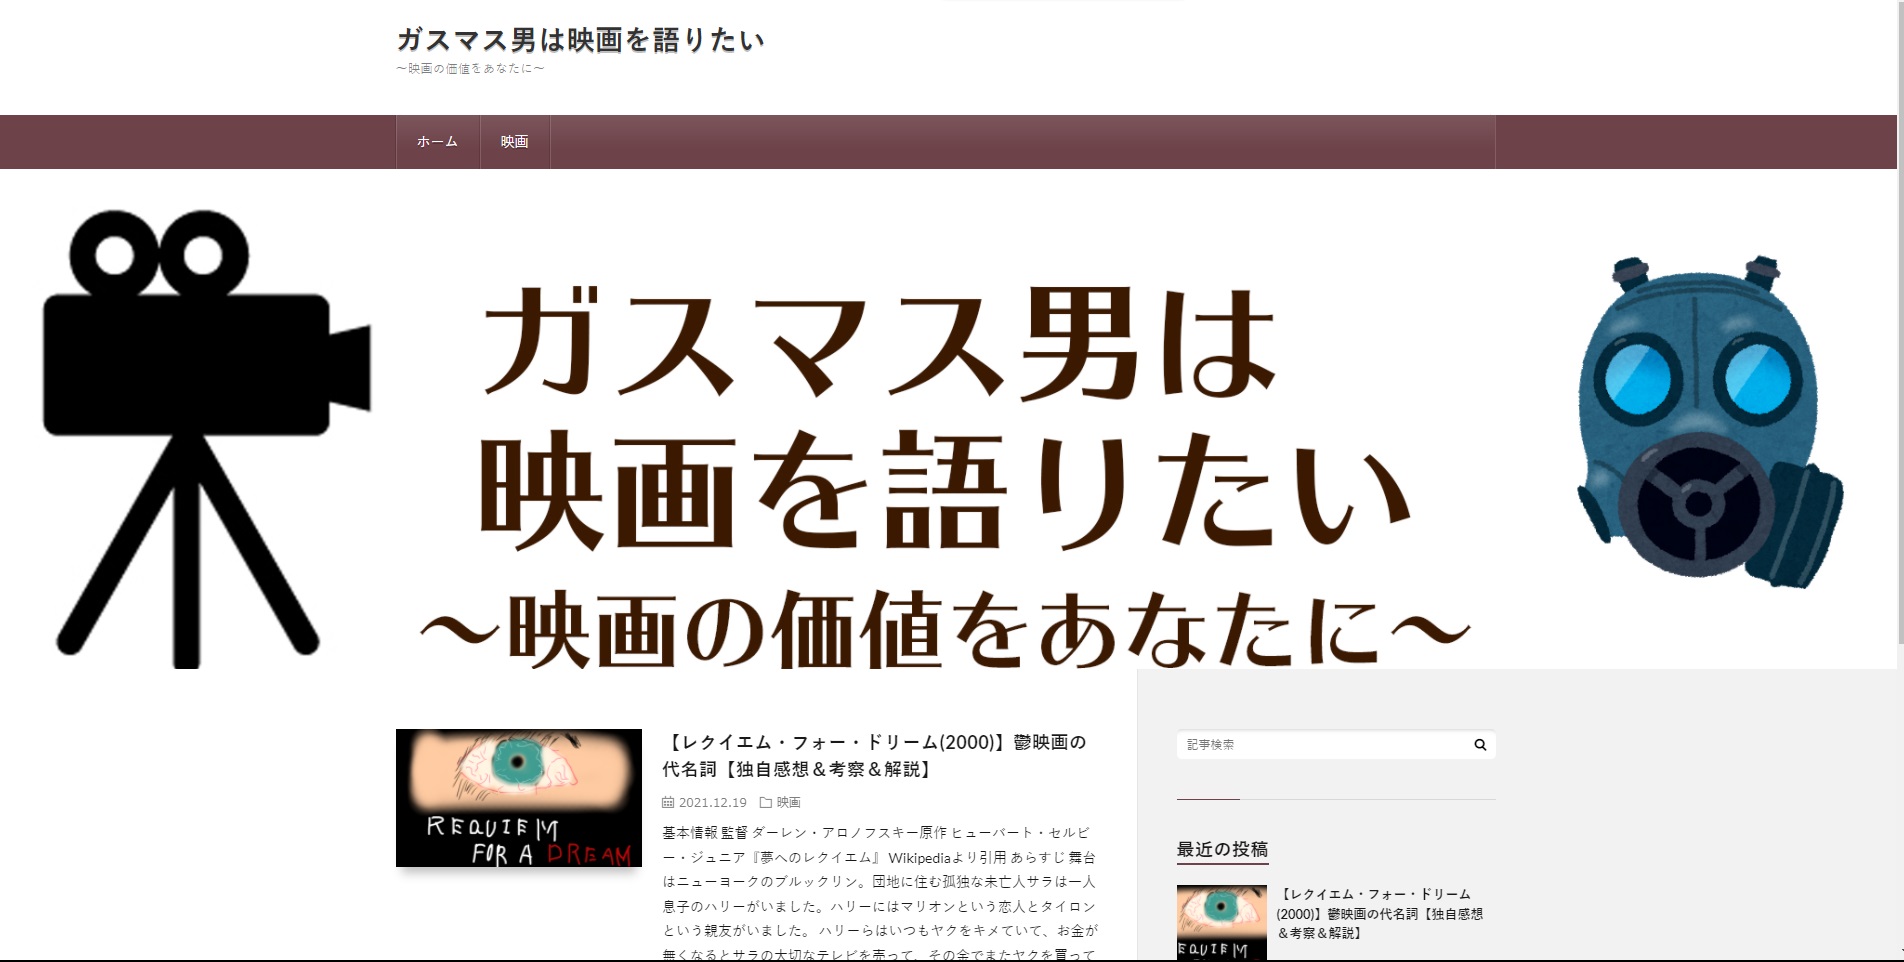 ガスマス男は映画を語りたい
～映画の価値をあなたに～
ホーム
映画
ガスマス男は
映画を語りたい
～映画の価値をあなたに～
REQUIEM
FOR A DREAM
【レクイエム・フォー・ドリーム(2000)】鬱映画の
代名詞【独自感想＆考察＆解説】
2021.12.19 映画
基本情報 監督 ダーレン・アロノフスキー原作 ヒューバート・セルビ
ー・ジュニア『夢へのレクイエム』 Wikipediaより引用 あらすじ 舞台
はニューヨークのブルックリン。団地に住む孤独な未亡人サラは一人
息子のハリーがいました。ハリーにはマリオンという恋人とタイロン
という親友がいました。 ハリーらはいつもヤクをキメていて、お金が
無くなるとサラの大切なテレビを売って、その金でまたヤクを買って
記事検索
最近の投稿
【レクイエム・フォー・ドリーム
(2000)】鬱映画の代名詞【独自感想
＆考察＆解説】
REQUIEM